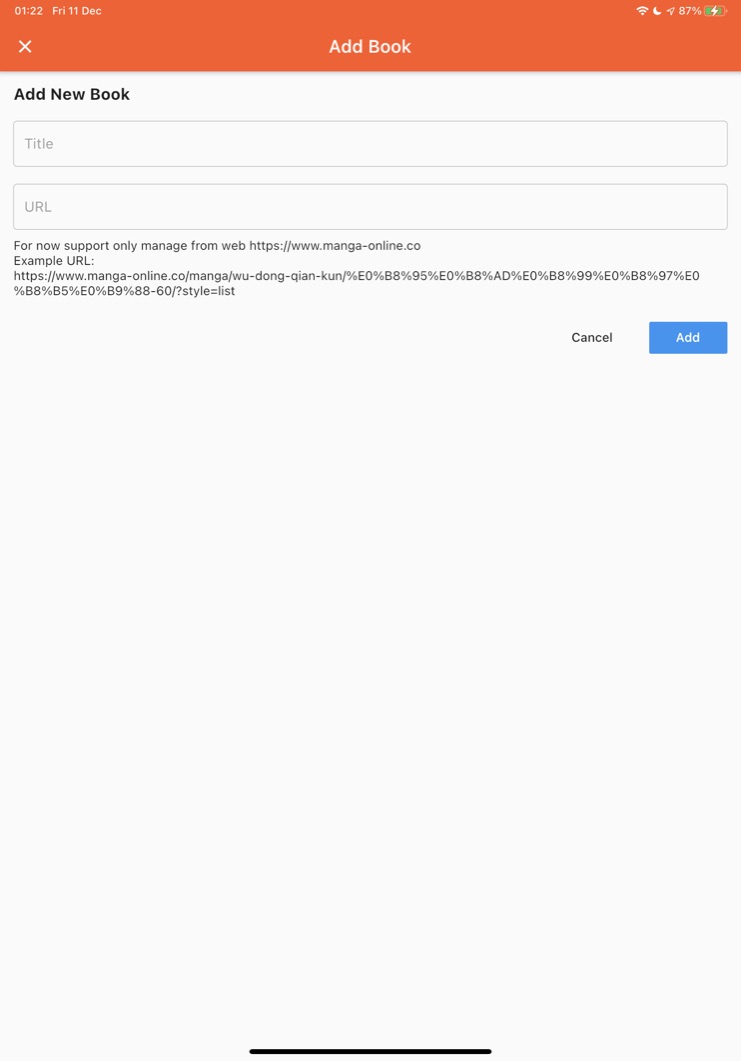 01:22 Fri 11 Dec 87%
Add Book
Add New Book
Title
URL
For now support only manage from web https://www.manga-online.co
Example URL:
https://www.manga-online.co/manga/wu-dong-qian-kun/%E0%B8%95%E0%B8%AD%E0%B8%99%E0%B8%97%E0
%B8%B5%E0%B9%88-60/?style=list
Cancel Add